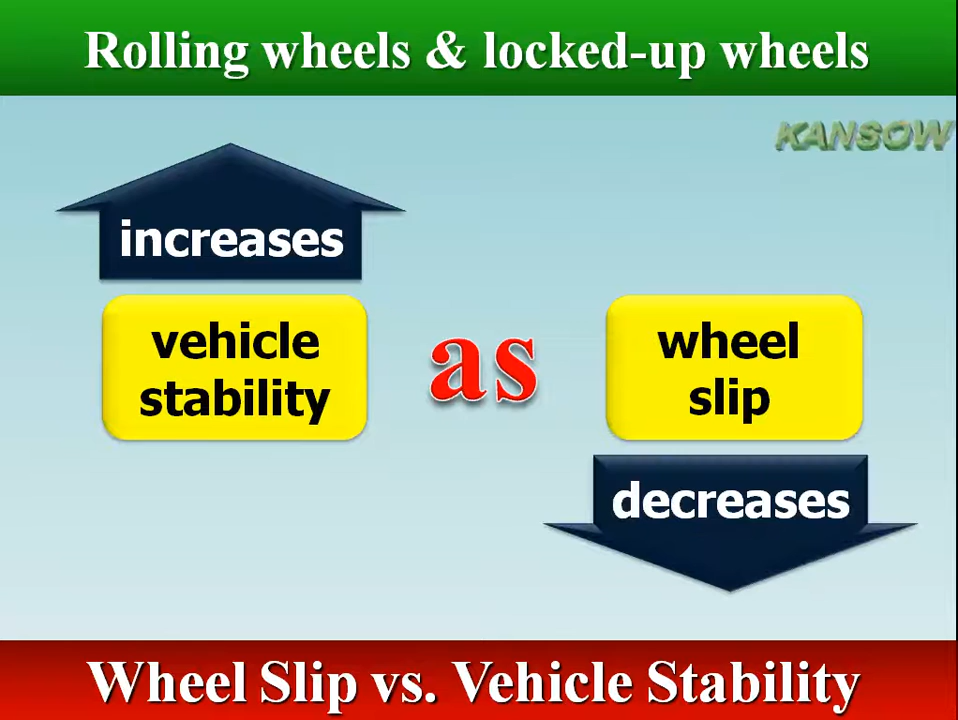 Rolling wheels & locked-up wheels
KANSOW
increases
vehicle
stability
as
wheel
slip
decreases
Wheel Slip vs. Vehicle Stability